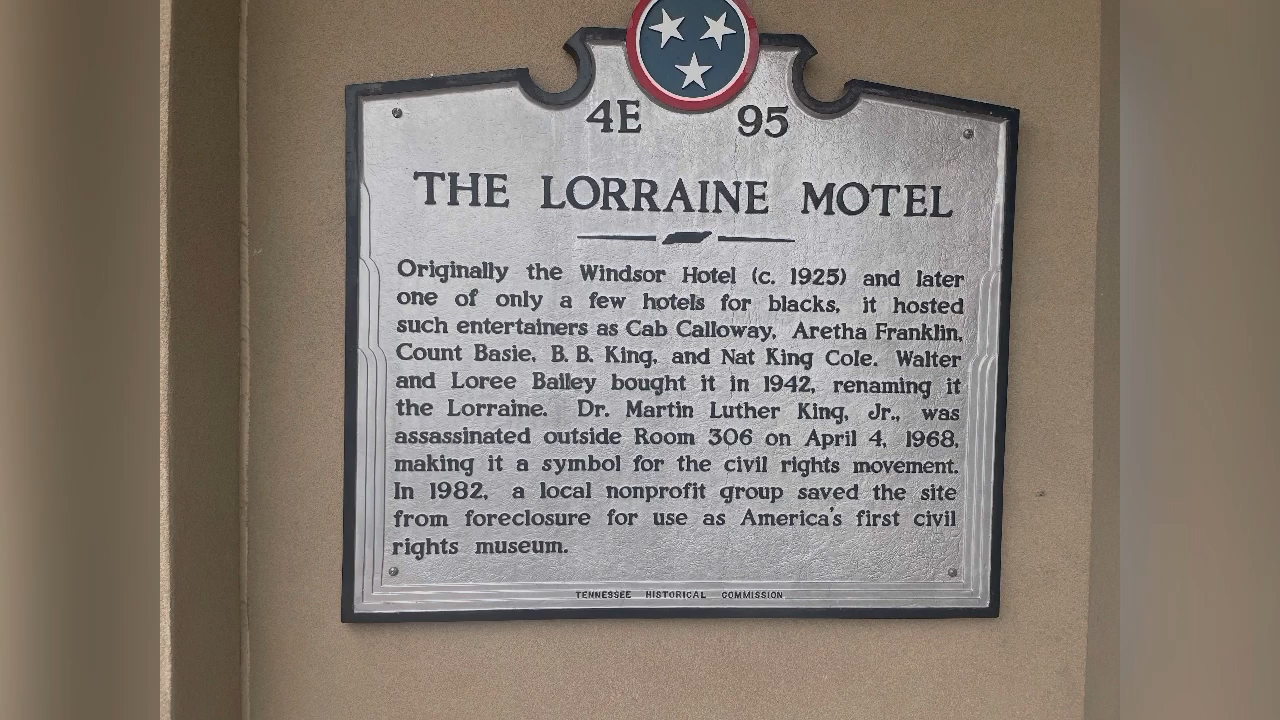 4E 95
THE LORRAINE MOTEL
Originally the Windsor Hotel (c. 1925) and later
one of only a few hotels for blacks, it hosted
such entertainers as Cab Calloway, Aretha Franklin,
Count Basie, B. B. King, and Nat King Cole. Walter
and Loree Bailey bought it in 1942, renaming it
the Lorraine. Dr. Martin Luther King, Jr., was
assassinated outside Room 306 on April 4, 1968,
making it a symbol for the civil rights movement.
In 1982, a local nonprofit group saved the site
from foreclosure for use as America's first civil
rights museum.
TENNESSEE HISTORICAL COMMISSION